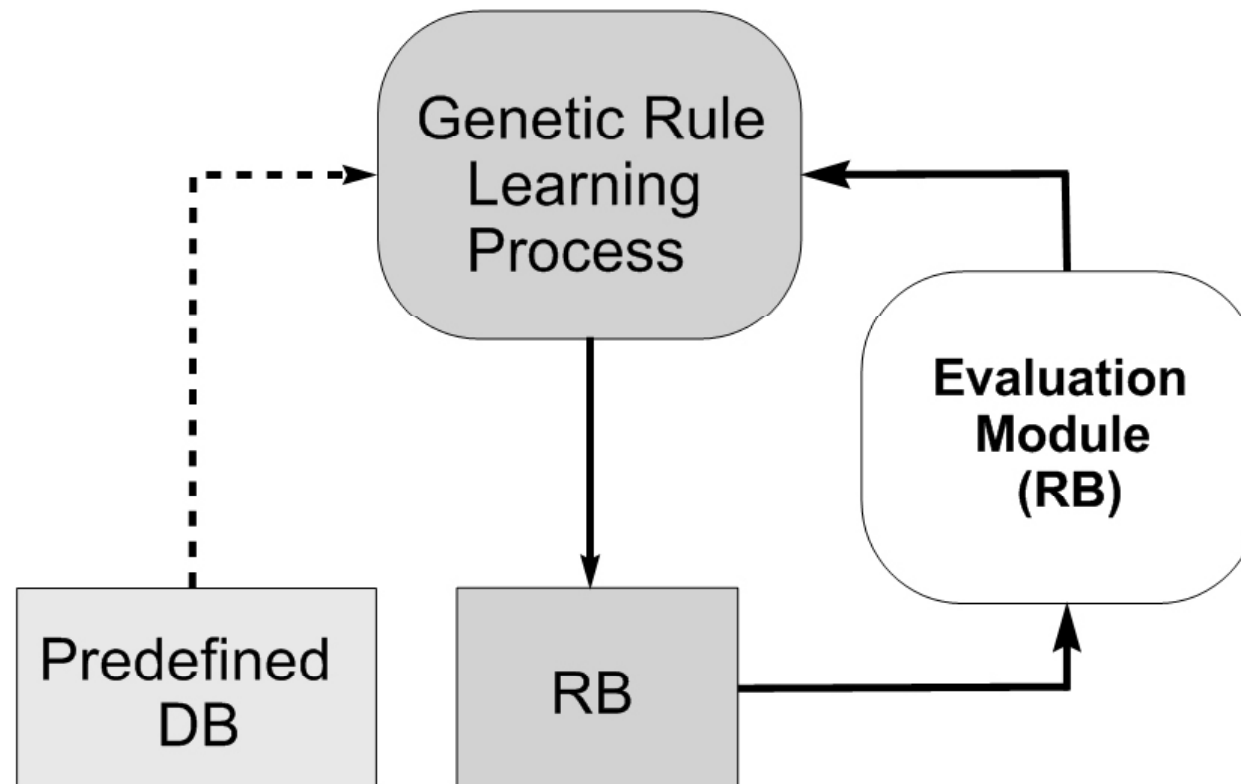 Genetic Rule
Learning
Process
Evaluation
Module
(RB)
Predefined
DB
RB